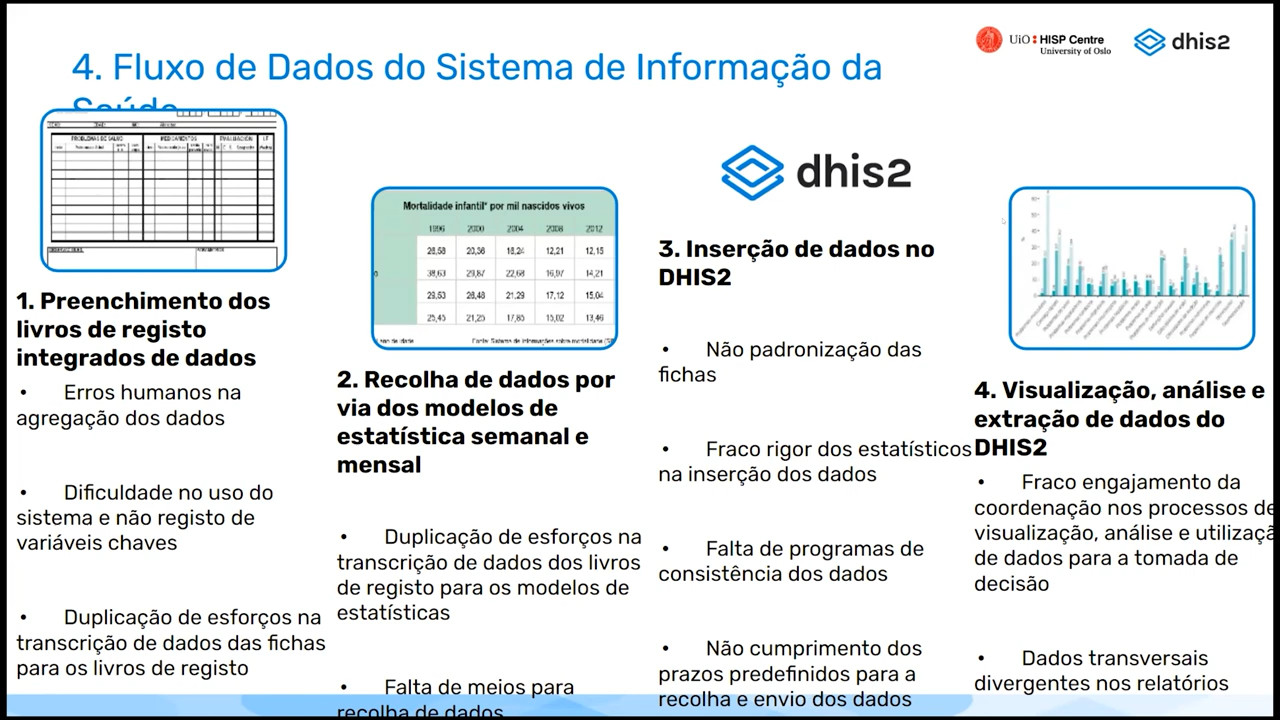 4. Fluxo de Dados do Sistema de Informação da
Saúde
UiO HISP Centre
University of Oslo
dhis2
PROBLEMAS DE SALUD MEDICAMENTOS EVALUACIÓN
1. Preenchimento dos
livros de registo
integrados de dados
• Erros humanos na
agregação dos dados
• Dificuldade no uso do
sistema e não registo de
variáveis chaves
• Duplicação de esforços na
transcrição de dados das fichas
para os livros de registo
Mortalidade infantil* por mil nascidos vivos
1996 2000 2004 2008 2012
26,58 20,36 18,24 12,21 12,15
38,63 29,87 22,68 16,97 14,21
29,53 26,48 21,29 17,12 15,04
25,45 21,25 17,85 15,02 13,46
2. Recolha de dados por
via dos modelos de
estatística semanal e
mensal
• Duplicação de esforços na
transcrição de dados dos livros
de registo para os modelos de
estatísticas
• Falta de meios para
recolha de dados
dhis2
3. Inserção de dados no
DHIS2
• Não padronização das
fichas
• Fraco rigor dos estatísticos
na inserção dos dados
• Falta de programas de
consistência dos dados
• Não cumprimento dos
prazos predefinidos para a
recolha e envio dos dados
4. Visualização, análise e
extração de dados do
DHIS2
• Fraco engajamento da
coordenação nos processos de
visualização, análise e utilizaçã
de dados para a tomada de
decisão
• Dados transversais
divergentes nos relatórios